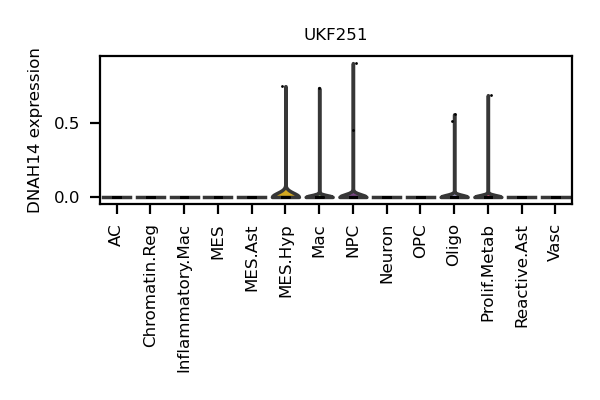 UKF251
DNAH14 expression
0.5
0.0
AC
Chromatin.Reg
Inflammatory.Mac
MES
MES.Ast
MES.Hyp
Mac
NPC
Neuron
OPC
Oligo
Prolif.Metab
Reactive.Ast
Vasc